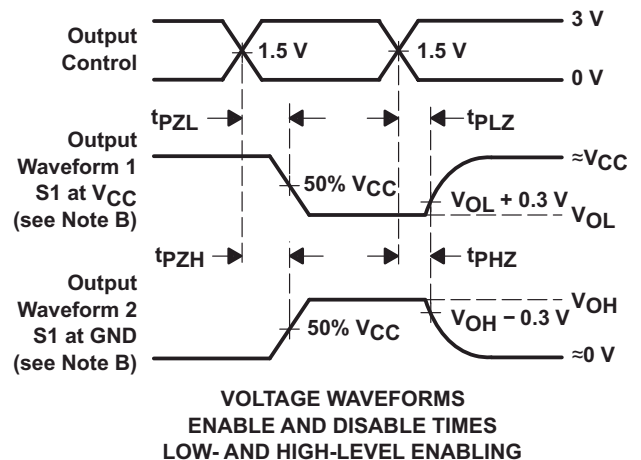 Output
Control
1.5 V
1.5 V
3 V
0 V
tPZL
tPLZ
Output
Waveform 1
S1 at VCC
(see Note B)
50% VCC
≈VCC
VOL + 0.3 V
VOL
tPZH
tPHZ
Output
Waveform 2
S1 at GND
(see Note B)
50% VCC
VOH
VOH − 0.3 V
≈0 V
VOLTAGE WAVEFORMS
ENABLE AND DISABLE TIMES
LOW- AND HIGH-LEVEL ENABLING